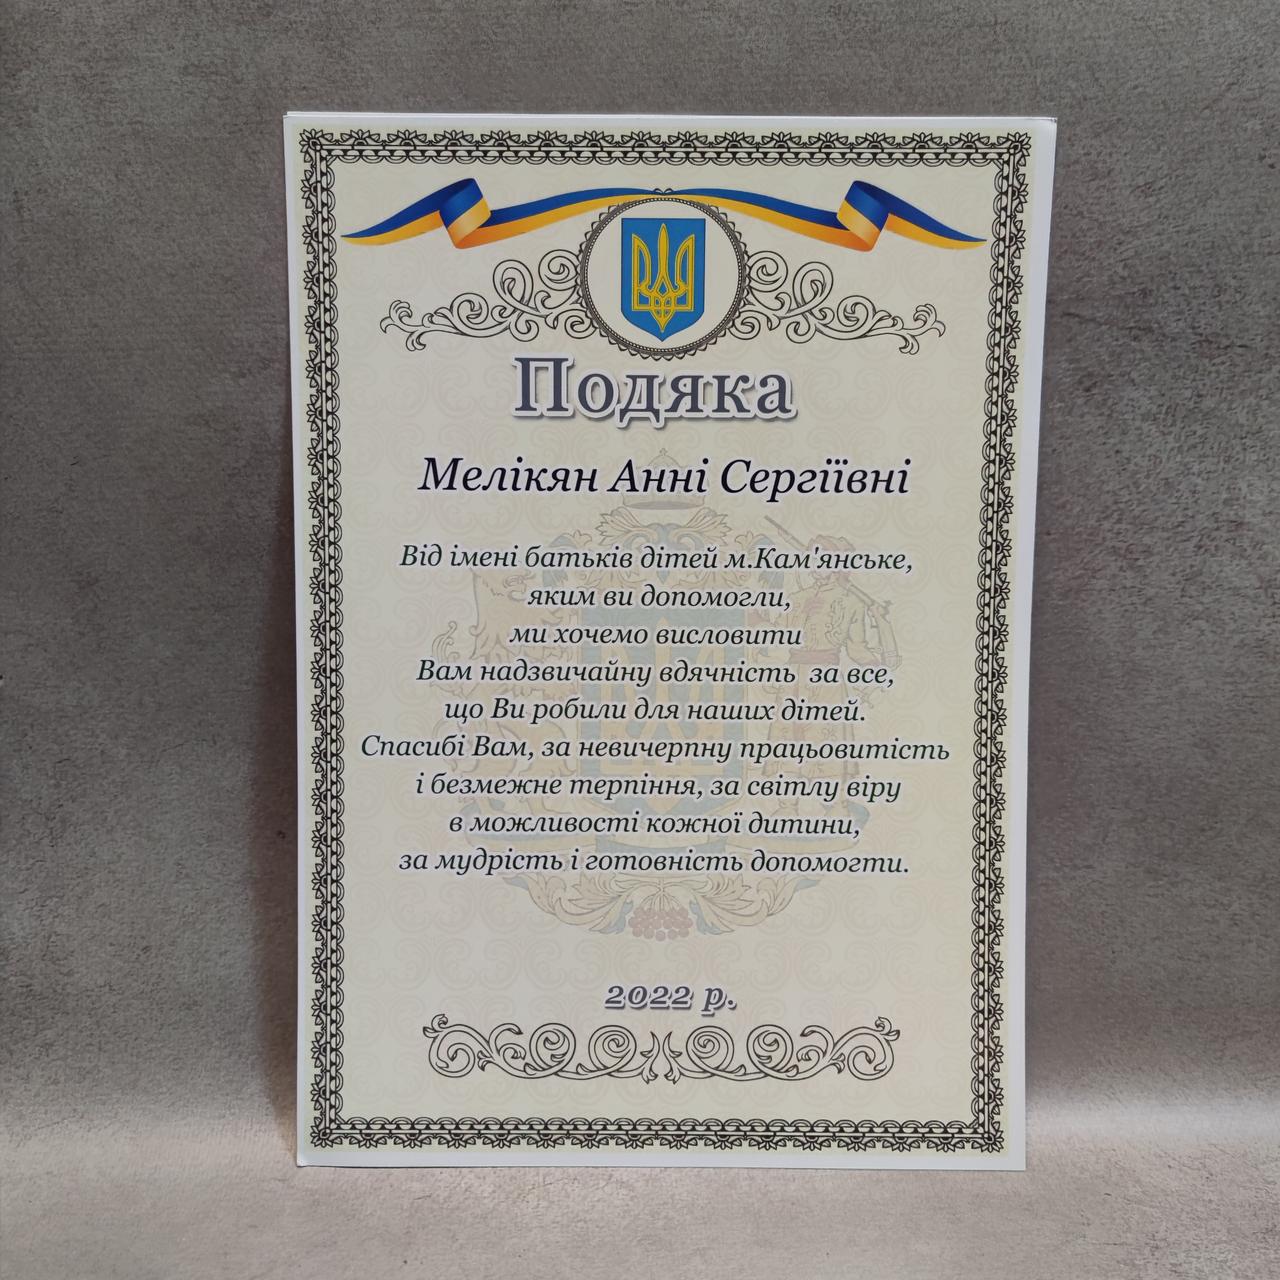 Подяка
Мелікян Анні Сергіївні
Від імені батьків дітей м.Кам'янське,
яким ви допомогли,
ми хочемо висловити
Вам надзвичайну вдячність за все,
що Ви робили для наших дітей.
Спасибі Вам, за невичерпну працьовитість
і безмежне терпіння, за світлу віру
в можливості кожної дитини,
за мудрість і готовність допомогти.
2022 р.